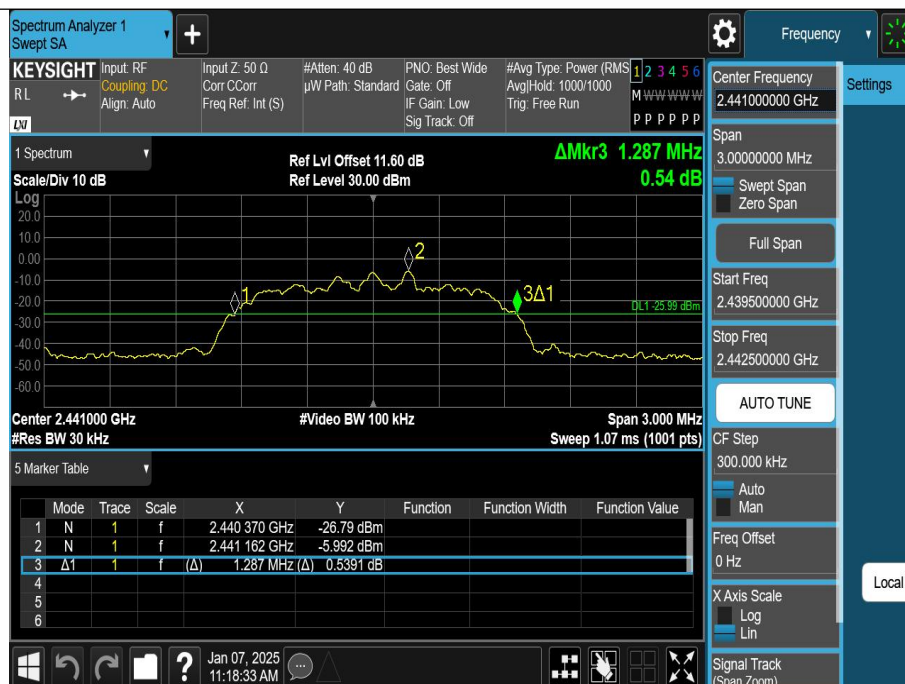 Spectrum Analyzer 1
Swept SA
+
Frequency
KEYSIGHT
RL
LXI
Input: RF
Coupling: DC
Align: Auto
Input Z: 50 Ω
Corr CCorr
Freq Ref: Int (S)
#Atten: 40 dB
µW Path: Standard
PNO: Best Wide
Gate: Off
IF Gain: Low
Sig Track: Off
#Avg Type: Power (RMS
Avg|Hold: 1000/1000
Trig: Free Run
1 2 3 4 5 6
M W W W W W
P P P P P P
1 Spectrum
Scale/Div 10 dB
Ref Lvl Offset 11.60 dB
Ref Level 30.00 dBm
ΔMkr3 1.287 MHz
0.54 dB
Log
20.0
10.0
0.00
-10.0
-20.0
-30.0
-40.0
-50.0
-60.0
1
2
3Δ1
DL1 -25.99 dBm
Center 2.441000 GHz
#Res BW 30 kHz
#Video BW 100 kHz
Span 3.000 MHz
Sweep 1.07 ms (1001 pts)
5 Marker Table
Mode Trace Scale X Y Function Function Width Function Value
1 N 1 f 2.440 370 GHz -26.79 dBm
2 N 1 f 2.441 162 GHz -5.992 dBm
3 Δ1 1 f (Δ) 1.287 MHz (Δ) 0.5391 dB
4
5
6
?
Jan 07, 2025
11:18:33 AM
Center Frequency
2.441000000 GHz
Span
3.00000000 MHz
Swept Span
Zero Span
Full Span
Start Freq
2.439500000 GHz
Stop Freq
2.442500000 GHz
AUTO TUNE
CF Step
300.000 kHz
Auto
Man
Freq Offset
0 Hz
X Axis Scale
Log
Lin
Signal Track
(Span Zoom)
Settings
Local